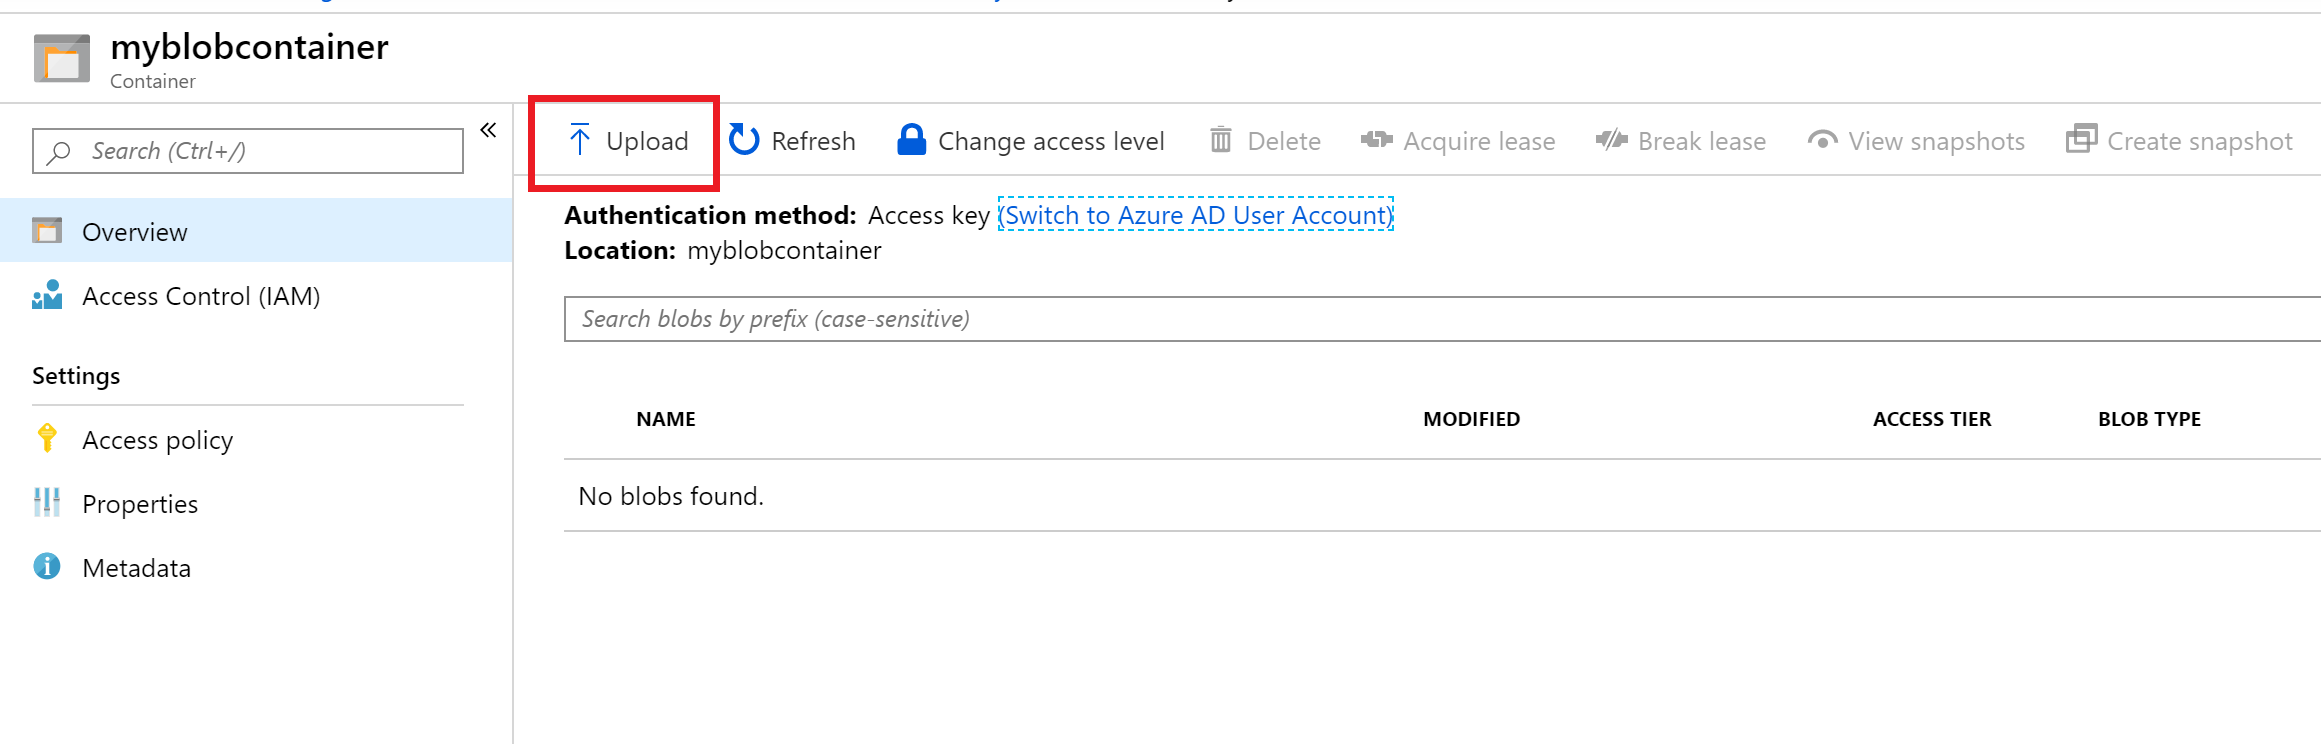 myblobcontainer
Container
Search (Ctrl+/)
Overview
Access Control (IAM)
Settings
Access policy
Properties
Metadata
Upload Refresh Change access level Delete Acquire lease Break lease View snapshots Create snapshot
Authentication method: Access key (Switch to Azure AD User Account)
Location: myblobcontainer
Search blobs by prefix (case-sensitive)
NAME MODIFIED ACCESS TIER BLOB TYPE
No blobs found.